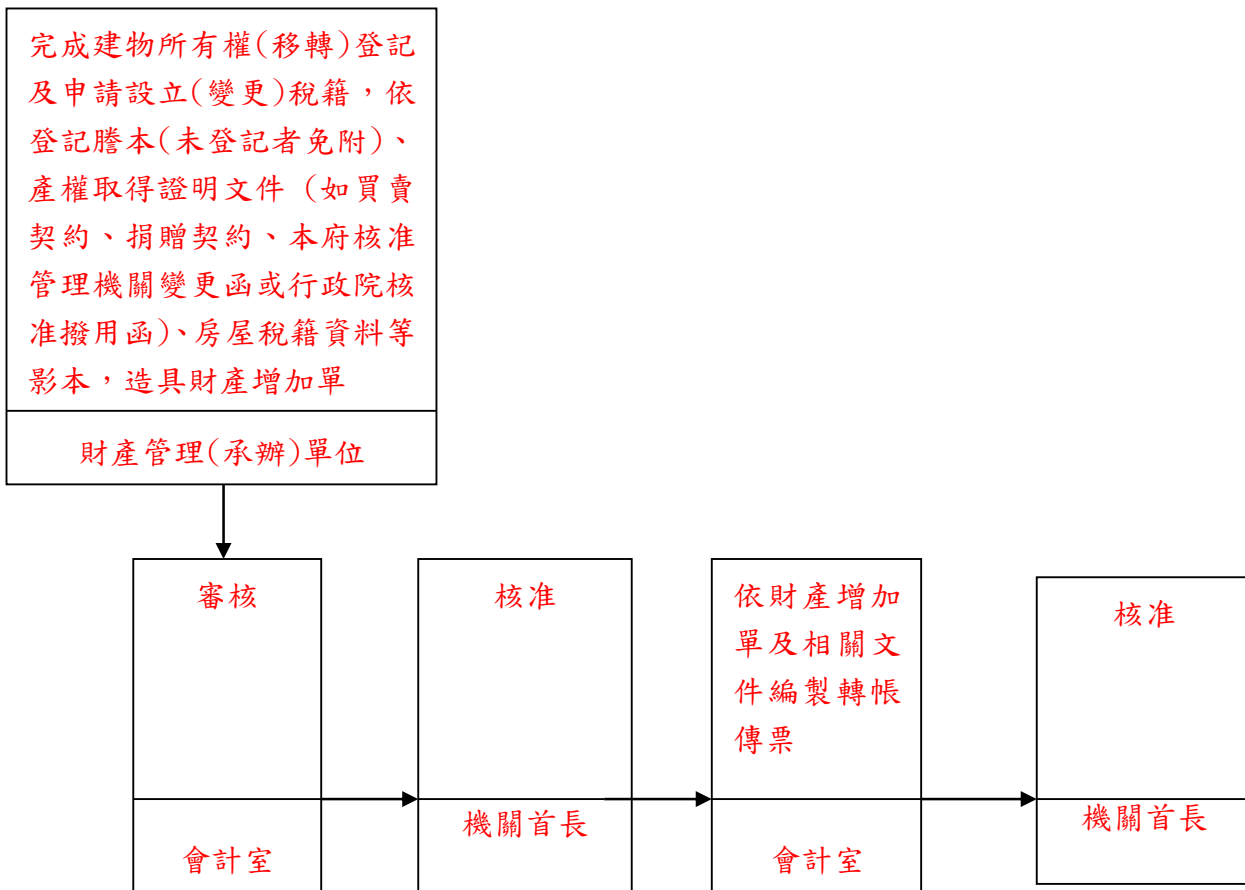 完成建物所有權(移轉)登記
及申請設立(變更)稅籍，依
登記謄本(未登記者免附)、
產權取得證明文件（如買賣
契約、捐贈契約、本府核准
管理機關變更函或行政院核
准撥用函)、房屋稅籍資料等
影本，造具財產增加單
財產管理(承辦)單位
審核
會計室
核准
機關首長
依財產增加
單及相關文
件編製轉帳
傳票
會計室
核准
機關首長